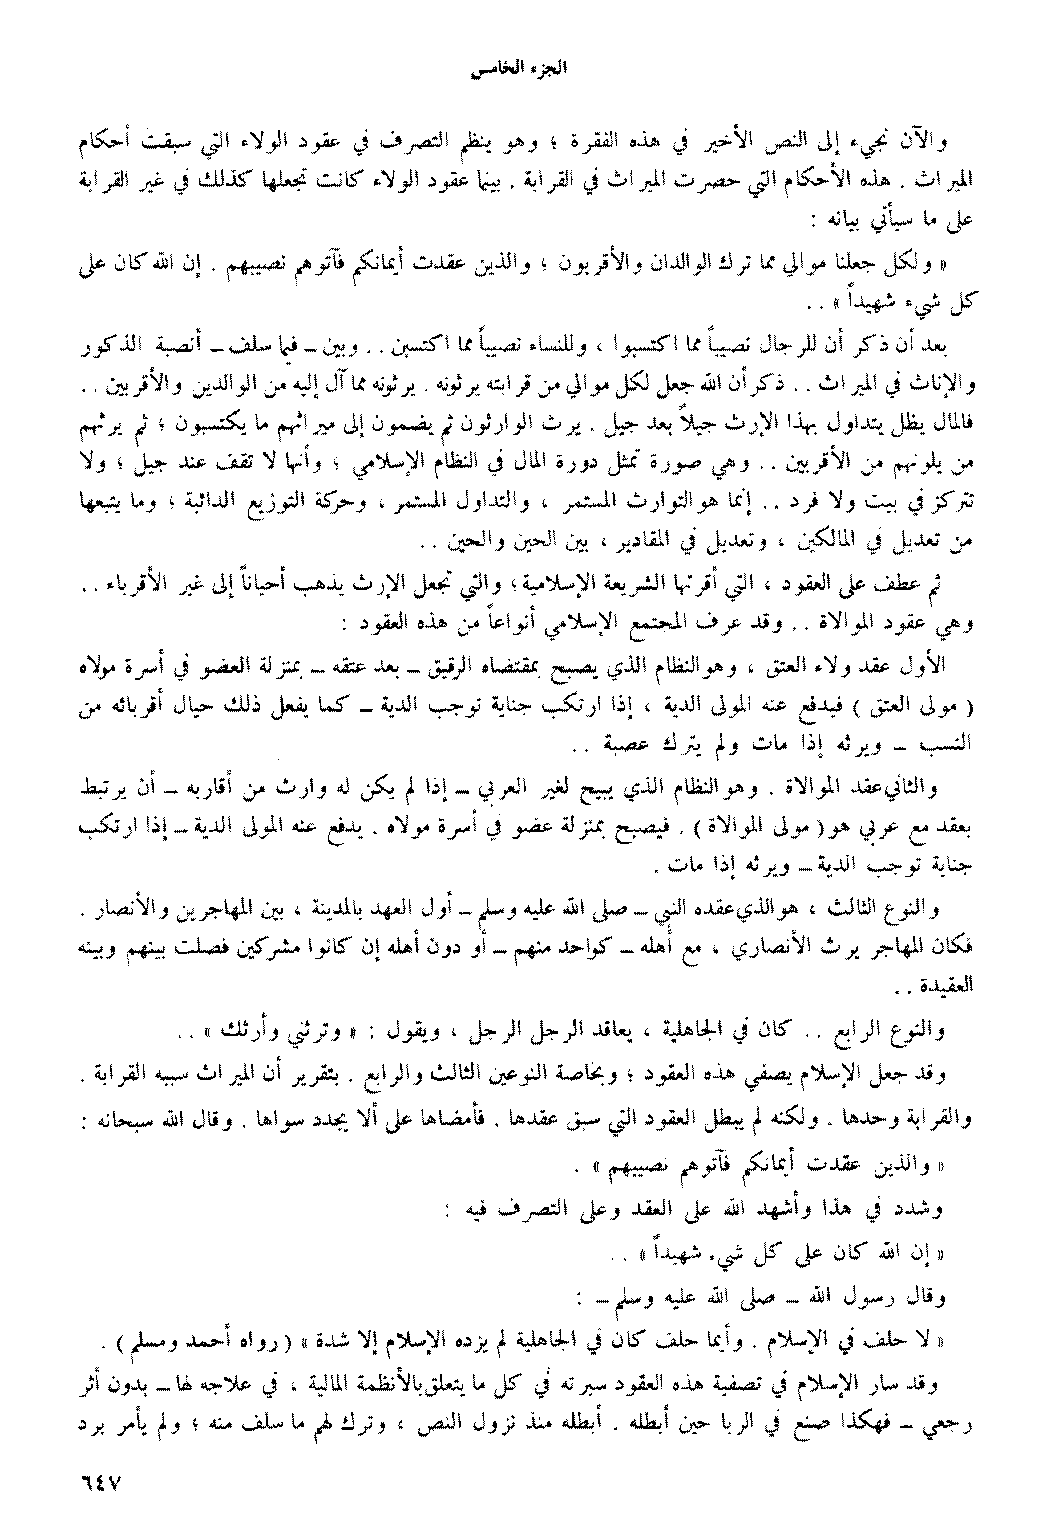 الجزء الخامس
والآن نجيء إلى النص الأخير في هذه الفقرة ؛ وهو ينظم التصرف في عقود الولاء التي سبقت أحكام
الميراث . هذه الأحكام التي حصرت الميراث في القرابة . بينما عقود الولاء كانت تجعلها كذلك في غير القرابة
على ما سيأتي بيانه :
« ولكل جعلنا موالي مما ترك الوالدان والأقربون ؛ والذين عقدت أيمانكم فآتوهم نصيبهم . إن الله كان على
كل شيء شهيداً » . .
بعد أن ذكر أن للرجال نصيباً مما اكتسبوا ، وللنساء نصيباً مما اكتسبن . . وبين – فيما سلف – أنصبة الذكور
والإناث في الميراث . . ذكر أن الله جعل لكل موالي من قرابته يرثونه . يرثونه مما آل إليه من الوالدين والأقربين . .
فالمال يظل يتداول بهذا الإرث جيلاً بعد جيل . يرث الوارثون ثم يضمون إلى ميراثهم ما يكتسبون ؛ ثم يرثهم
من يلونهم من الأقربين . . وهي صورة تمثل دورة المال في النظام الإسلامي ؛ وأنها لا تقف عند جيل ؛ ولا
تتركز في بيت ولا فرد . . إنما هو التوارث المستمر ، والتداول المستمر ، وحركة التوزيع الدائبة ؛ وما يتبعها
من تعديل في المالكين ، وتعديل في المقادير ، بين الحين والحين . .
ثم عطف على العقود ، التي أقرتها الشريعة الإسلامية؛ والتي تجعل الإرث يذهب أحياناً إلى غير الأقرباء . .
وهي عقود الموالاة . . وقد عرف المجتمع الإسلامي أنواعاً من هذه العقود :
الأول عقد ولاء العتق ، وهو النظام الذي يصبح بمقتضاه الرقيق – بعد عتقه – بمنزلة العضو في أسرة مولاه
( مولى العتق ) فيدفع عنه المولى الدية ، إذا ارتكب جناية توجب الدية – كما يفعل ذلك حيال أقربائه من
النسب – ويرثه إذا مات ولم يترك عصبة . .
والثاني عقد الموالاة . وهو النظام الذي يبيح لغير العربي – إذا لم يكن له وارث من أقاربه – أن يرتبط
بعقد مع عربي هو ( مولى الموالاة ) . فيصبح بمنزلة عضو في أسرة مولاه . يدفع عنه المولى الدية – إذا ارتكب
جناية توجب الدية – ويرثه إذا مات .
والنوع الثالث ، هو الذي عقده النبي – صلى الله عليه وسلم – أول العهد بالمدينة ، بين المهاجرين والأنصار .
فكان المهاجر يرث الأنصاري ، مع أهله – كواحد منهم – أو دون أهله إن كانوا مشركين فصلت بينهم وبينه
العقيدة . .
والنوع الرابع . . كان في الجاهلية ، يعاقد الرجل الرجل ، ويقول : « وترثني وأرثك » . .
وقد جعل الإسلام يصفي هذه العقود ؛ وبخاصة النوعين الثالث والرابع . بتقرير أن الميراث سببه القرابة .
والقرابة وحدها . ولكنه لم يبطل العقود التي سبق عقدها . فأمضاها على ألا يجدد سواها . وقال الله سبحانه :
« والذين عقدت أيمانكم فآتوهم نصيبهم » .
وشدد في هذا وأشهد الله على العقد وعلى التصرف فيه :
« إن الله كان على كل شيء شهيداً » . .
وقال رسول الله – صلى الله عليه وسلم – :
« لا حلف في الإسلام . وأيما حلف كان في الجاهلية لم يزده الإسلام إلا شدة » ( رواه أحمد ومسلم ) .
وقد سار الإسلام في تصفية هذه العقود سيرته في كل ما يتعلق بالأنظمة المالية ، في علاجه لها – بدون أثر
رجعي – فهكذا صنع في الربا حين أبطله . أبطله منذ نزول النص ، وترك لهم ما سلف منه ؛ ولم يأمر برد
٦٤٧